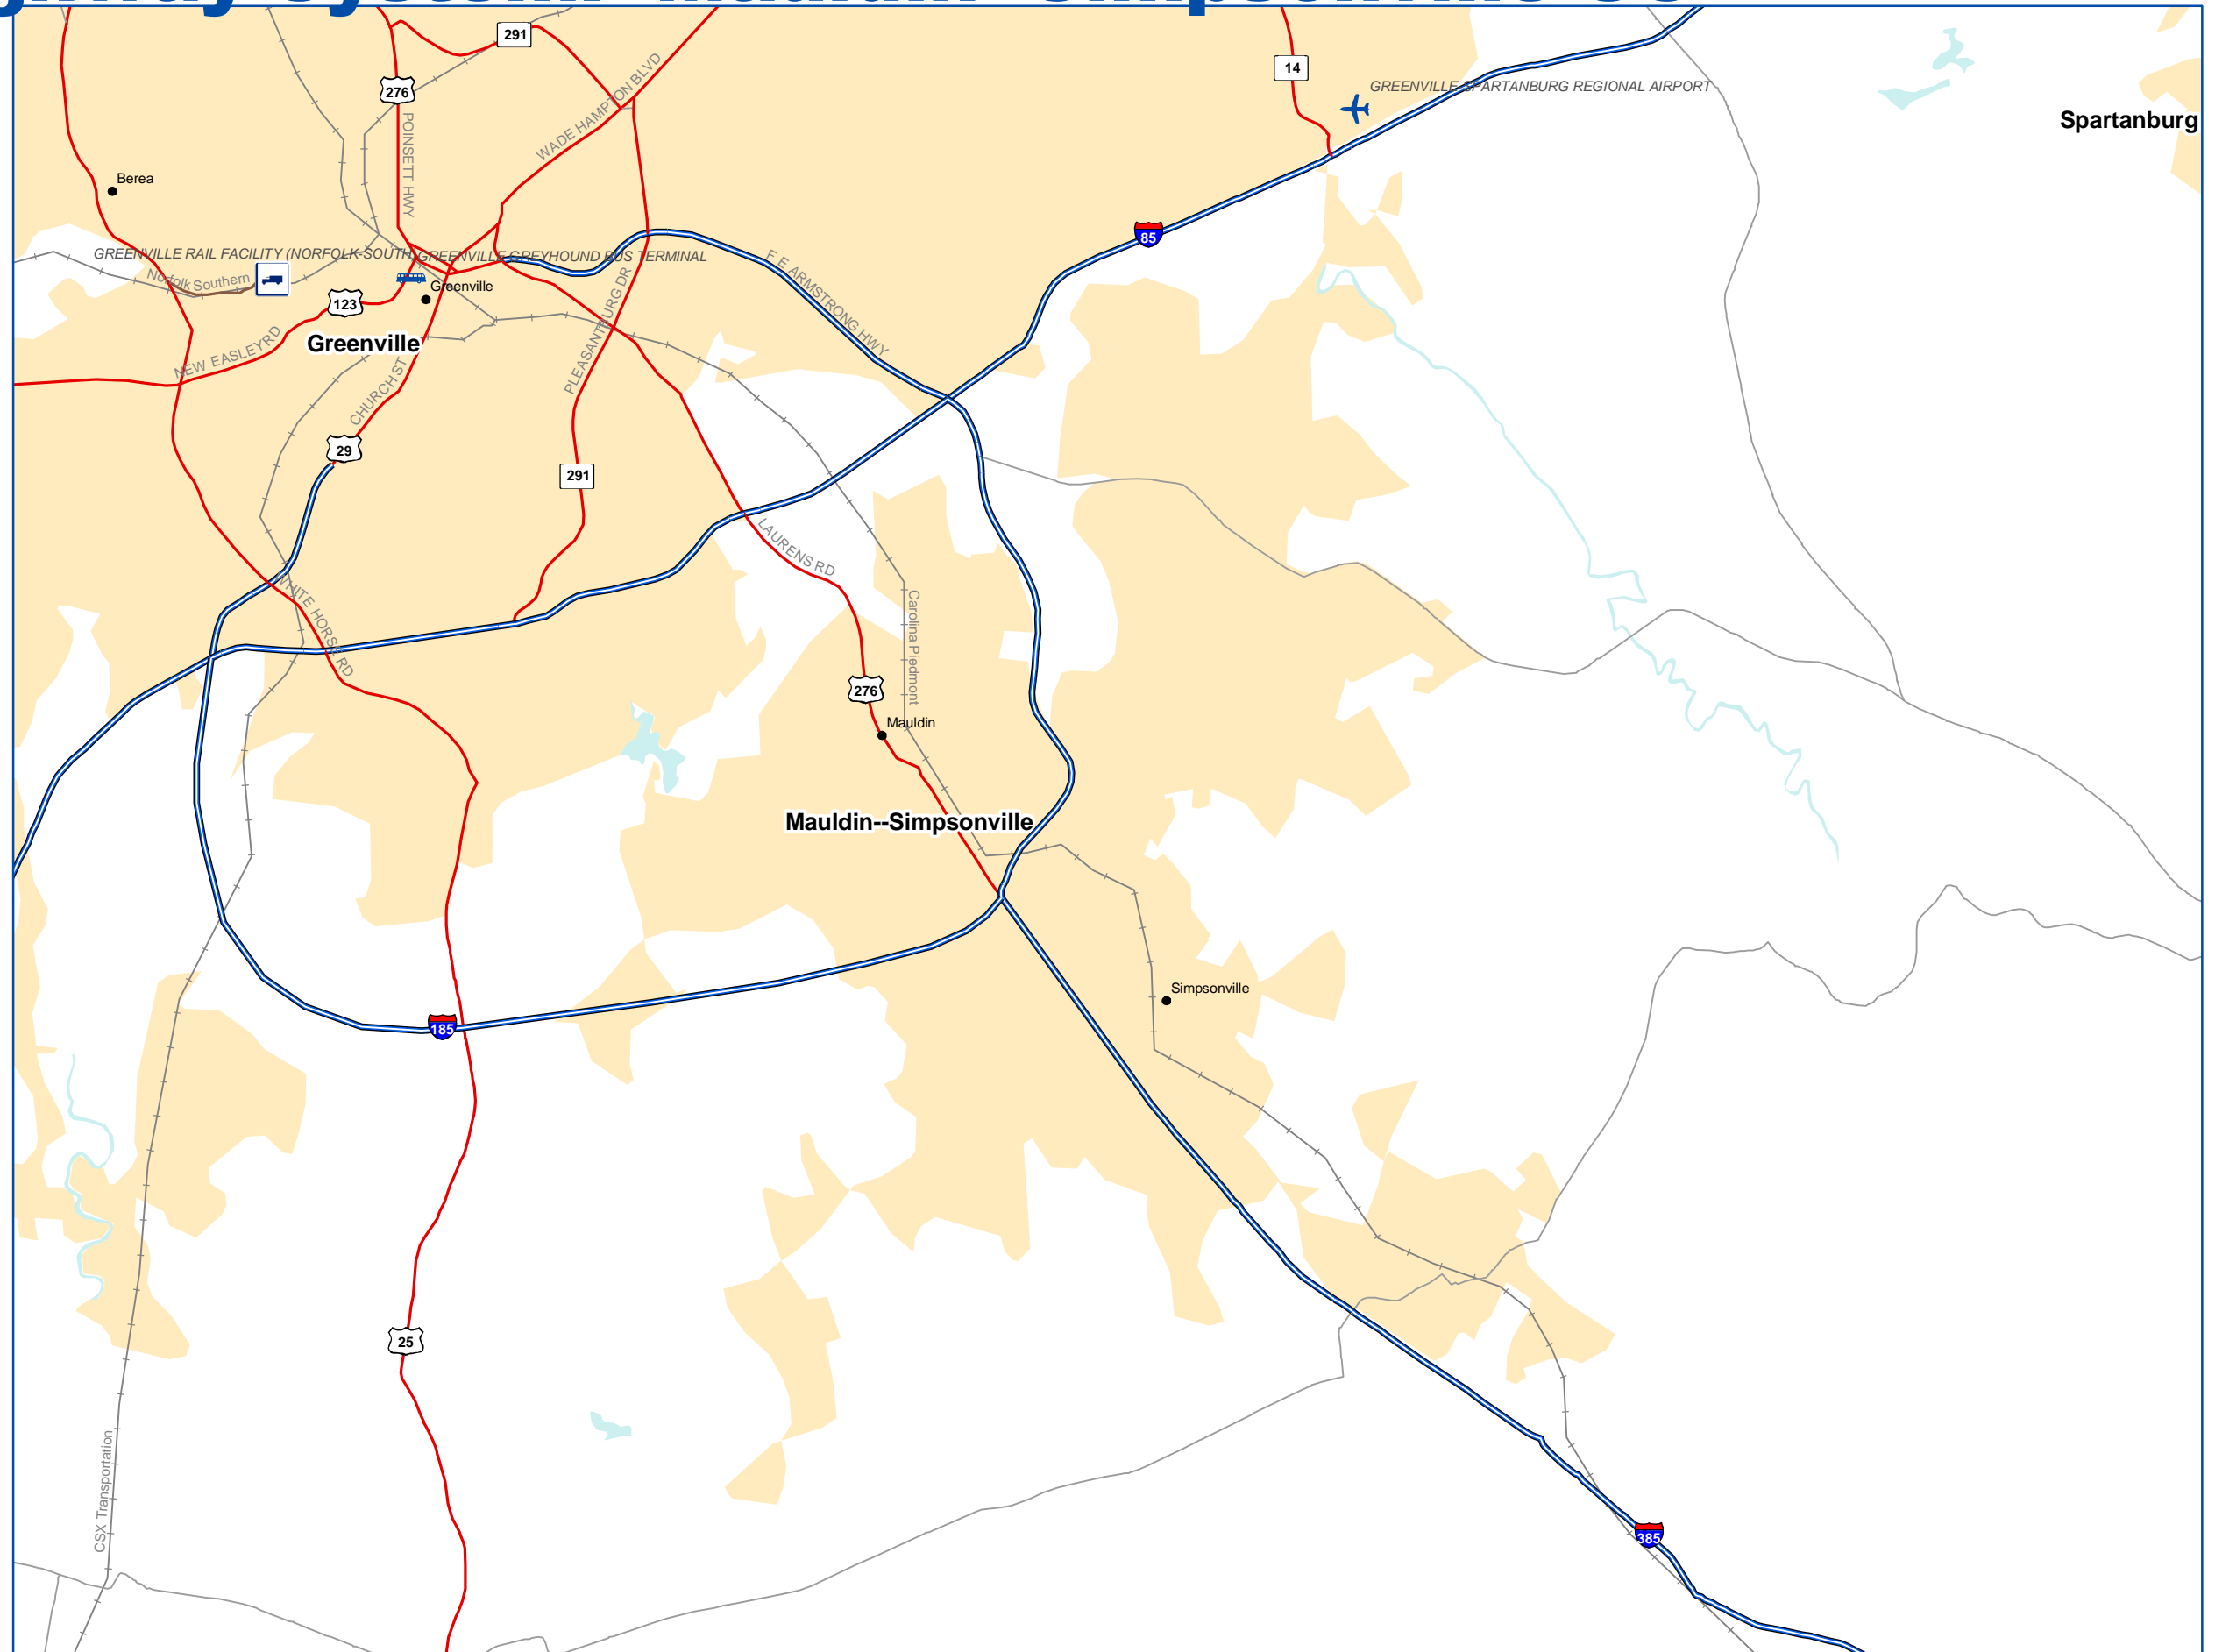 291
14
276
GREENVILLE SPARTANBURG REGIONAL AIRPORT
WADE HAMPTON BLVD
POINSETT HWY
Spartanburg
Berea
85
GREENVILLE RAIL FACILITY (NORFOLK-SOUTH)
GREENVILLE GREYHOUND BUS TERMINAL
Norfolk Southern
F E ARMSTRONG HWY
Greenville
123
PLEASANTBURG DR
Greenville
NEW EASLEY RD
CHURCH ST
29
291
LAURENS RD
WHITE HORSE RD
Carolina Piedmont
276
Mauldin
Mauldin--Simpsonville
Simpsonville
185
25
CSX Transportation
385